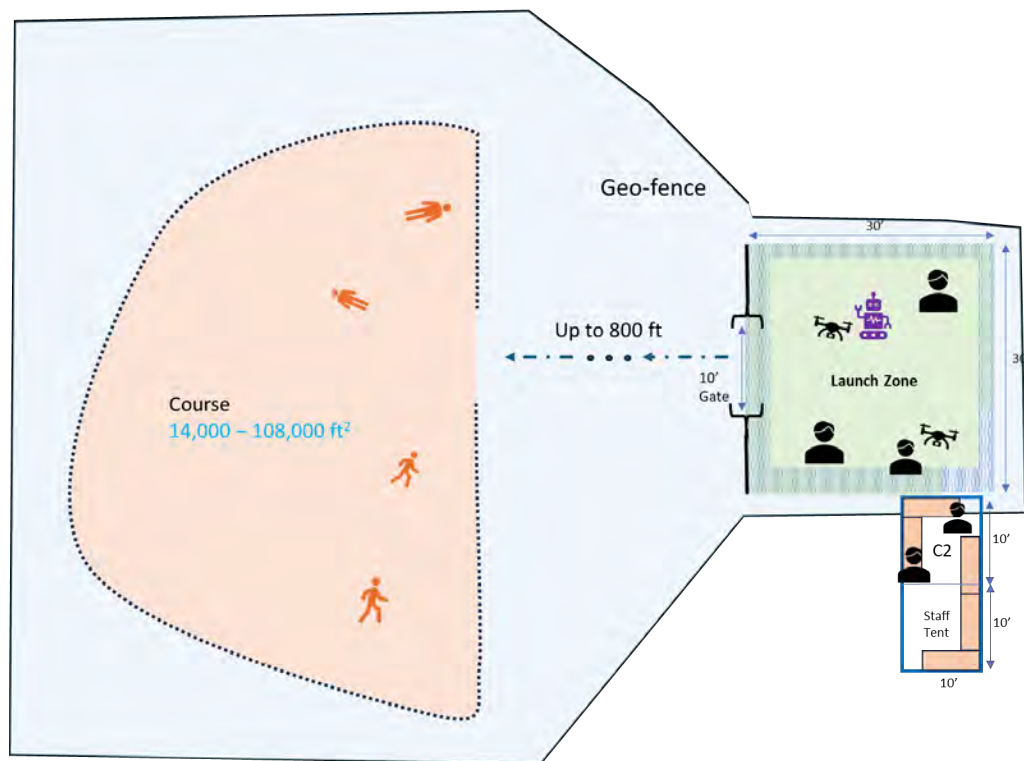 Geo-fence
30'
Up to 800 ft
10'
Gate
Launch Zone
Course
14,000 – 108,000 ft²
C2
10'
Staff
Tent
10'
10'